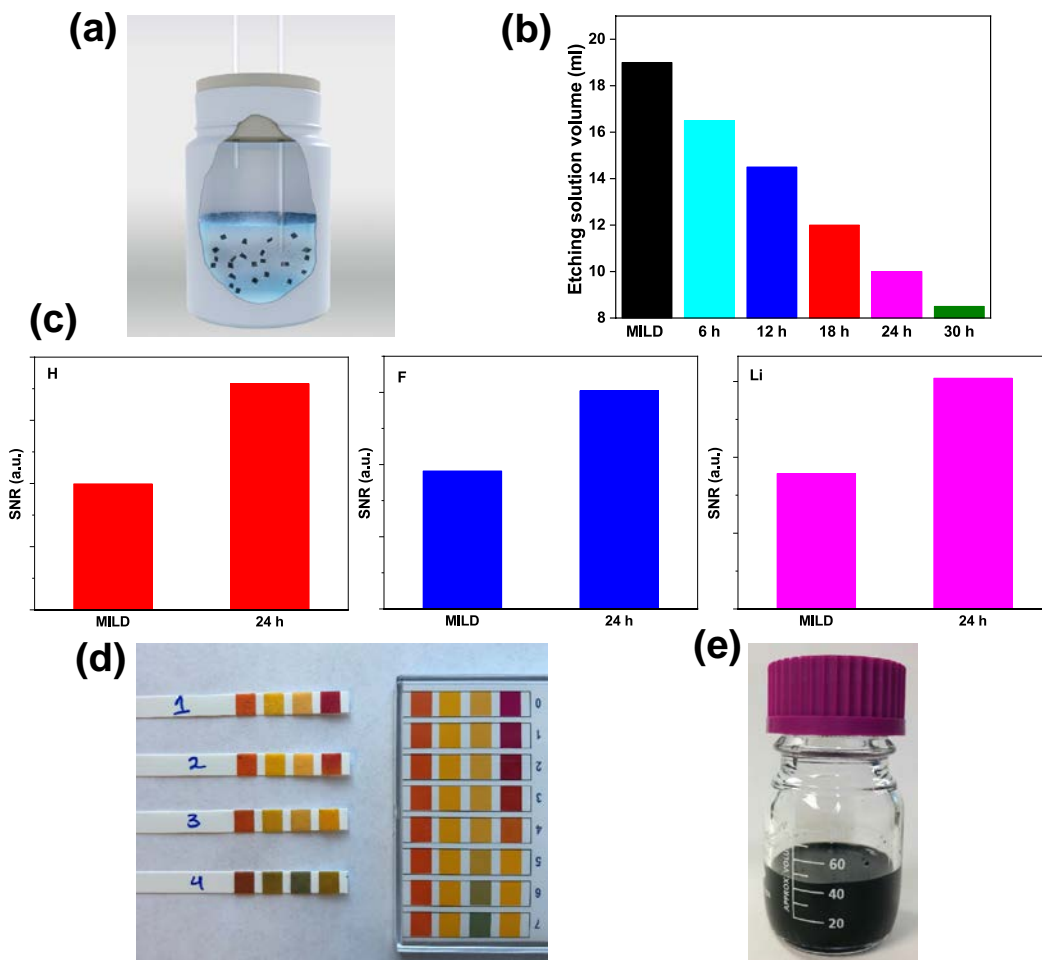 (a)
(b)
Etching solution volume (ml)
20
18
16
14
12
10
8
MILD 6 h 12 h 18 h 24 h 30 h
(c)
H
SNR (a.u.)
MILD 24 h
F
SNR (a.u.)
MILD 24 h
Li
SNR (a.u.)
MILD 24 h
(d)
1
2
3
4
0
1
2
3
4
5
6
7
(e)
APPROX. VOLU
60
40
20